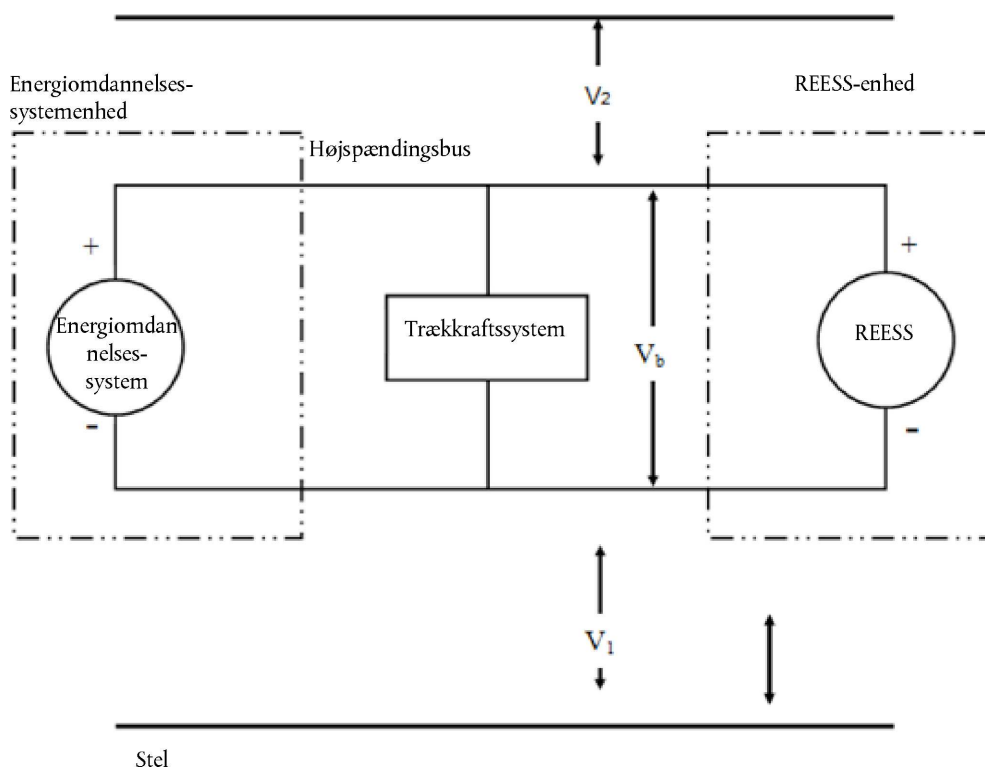 V2
Energiomdannelses-
systemenhed
REESS-enhed
Højspændingsbus
+
+
Energiomdan
nelses-
system
Trækkraftssystem
Vb
REESS
-
-
V1
Stel